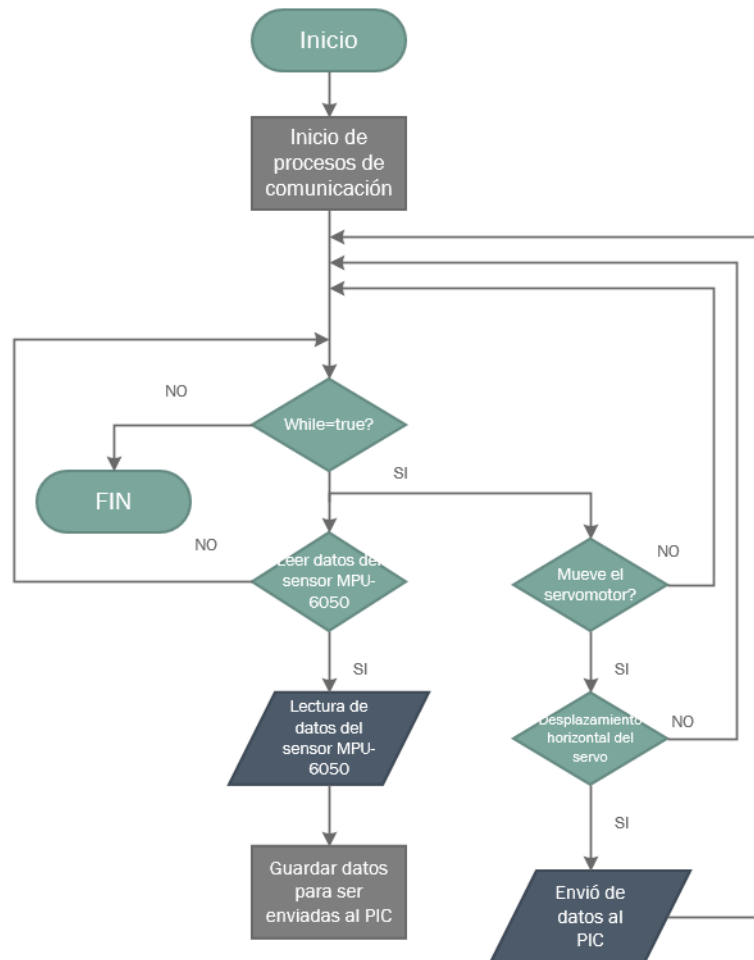 Inicio
Inicio de
procesos de
comunicación
NO
While=true?
SI
FIN
NO
Leer datos del
sensor MPU-
6050
Mueve el
servomotor?
NO
SI
SI
Lectura de
datos del
sensor MPU-
6050
Desplazamiento
horizontal del
servo
NO
SI
Guardar datos
para ser
enviadas al PIC
Envió de
datos al
PIC